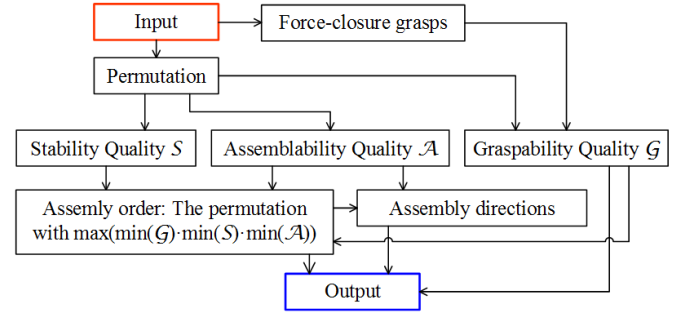 Input
Force-closure grasps
Permutation
Stability Quality 𝑆
Assemblability Quality 𝒜
Graspability Quality 𝒢
Assemly order: The permutation
with max(min(𝒢)·min(𝑆)·min(𝒜))
Assembly directions
Output